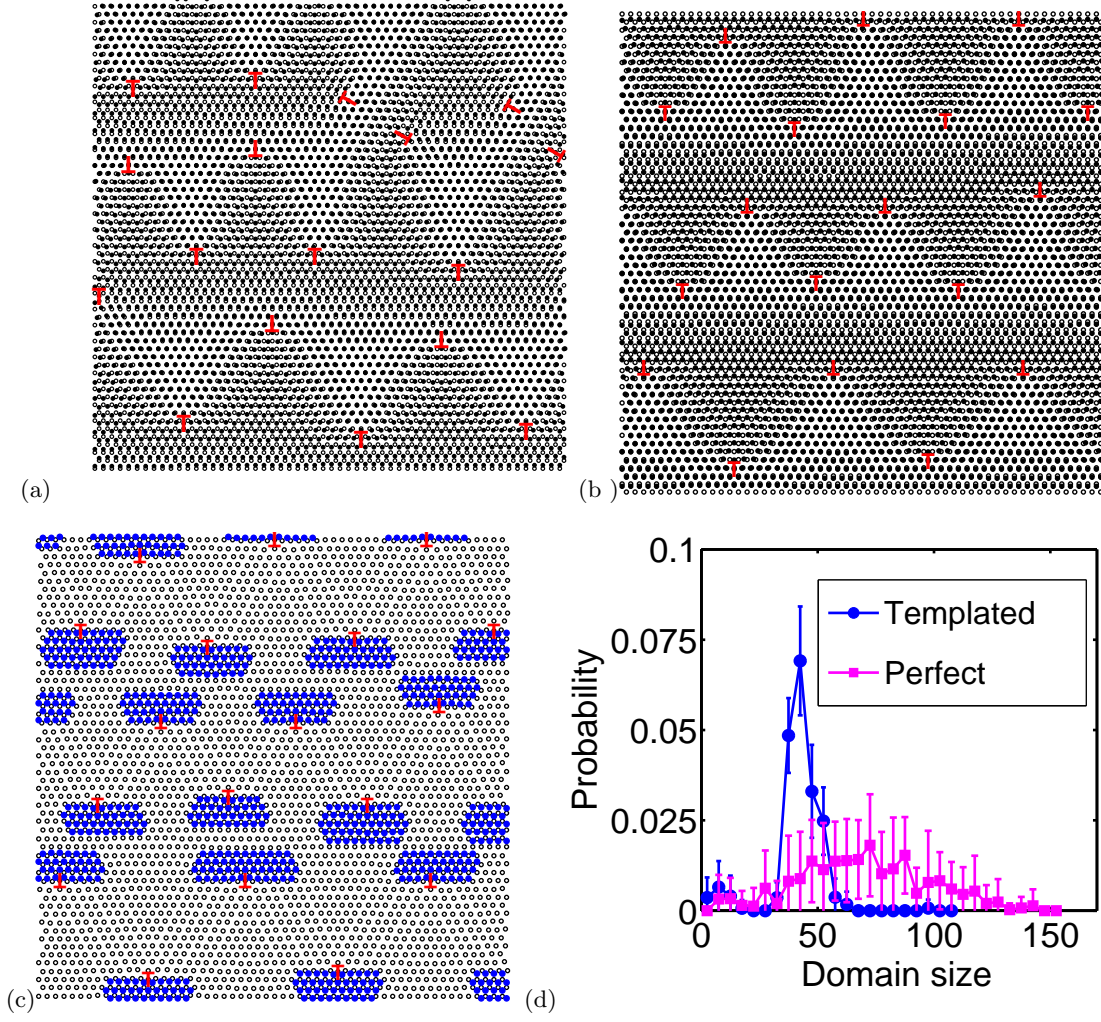 (a)
(b )
(c)
(d)
0.1
0.075
0.05
0.025
0
Probability
Templated
Perfect
0 50 100 150
Domain size